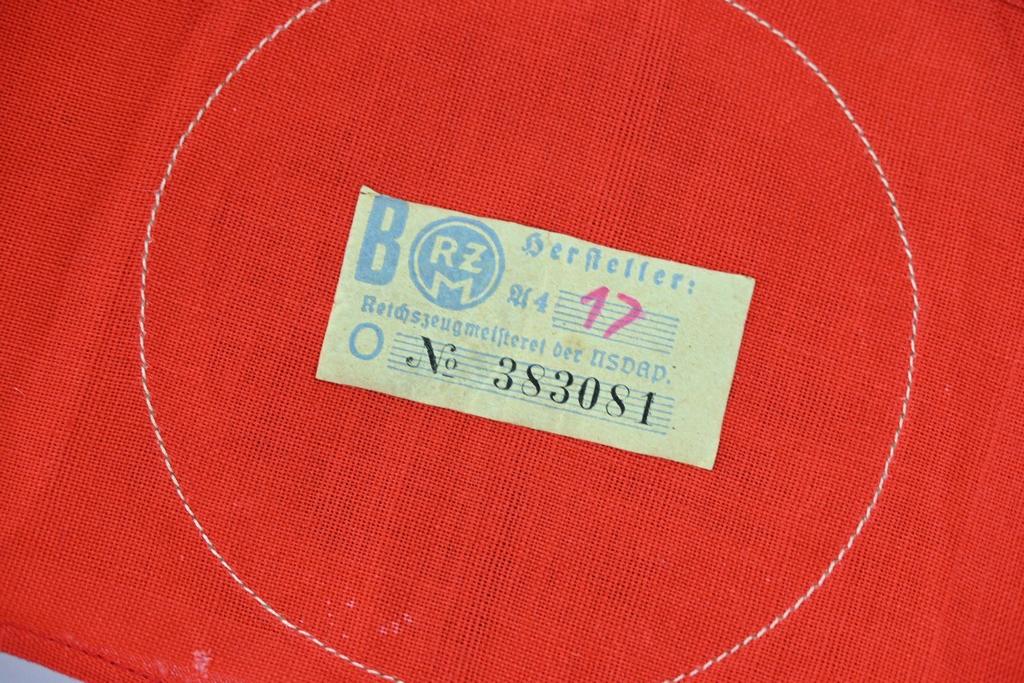 B RZM Hersteller:
A4 17
Reichszeugmeisterei der NSDAP.
O No 383081